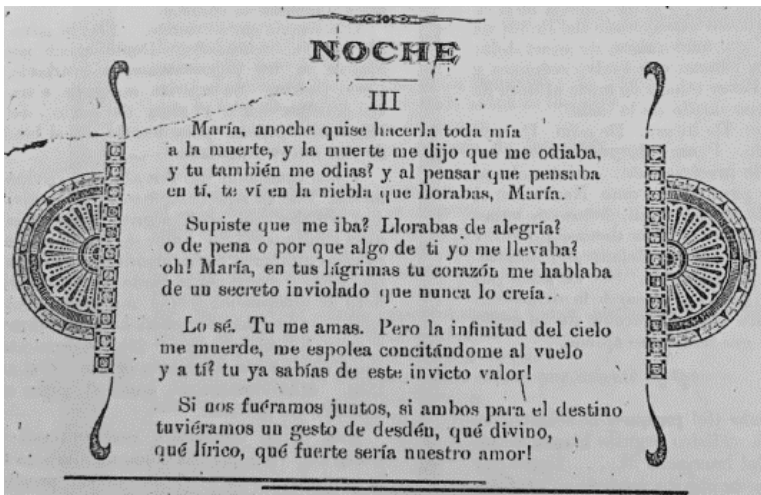 NOCHE
III
María, anoche quise hacerla toda mía
a la muerte, y la muerte me dijo que me odiaba,
y tu también me odias? y al pensar que pensaba
en tí, te ví en la niebla que llorabas, María.
Supiste que me iba? Llorabas de alegría?
o de pena o por que algo de ti yo me llevaba?
oh! María, en tus lágrimas tu corazón me hablaba
de un secreto inviolado que nunca lo creía.
Lo sé. Tu me amas. Pero la infinitud del cielo
me muerde, me espolea concitándome al vuelo
y a tí? tu ya sabías de este invicto valor!
Si nos fuéramos juntos, si ambos para el destino
tuviéramos un gesto de desdén, qué divino,
qué lírico, qué fuerte sería nuestro amor!